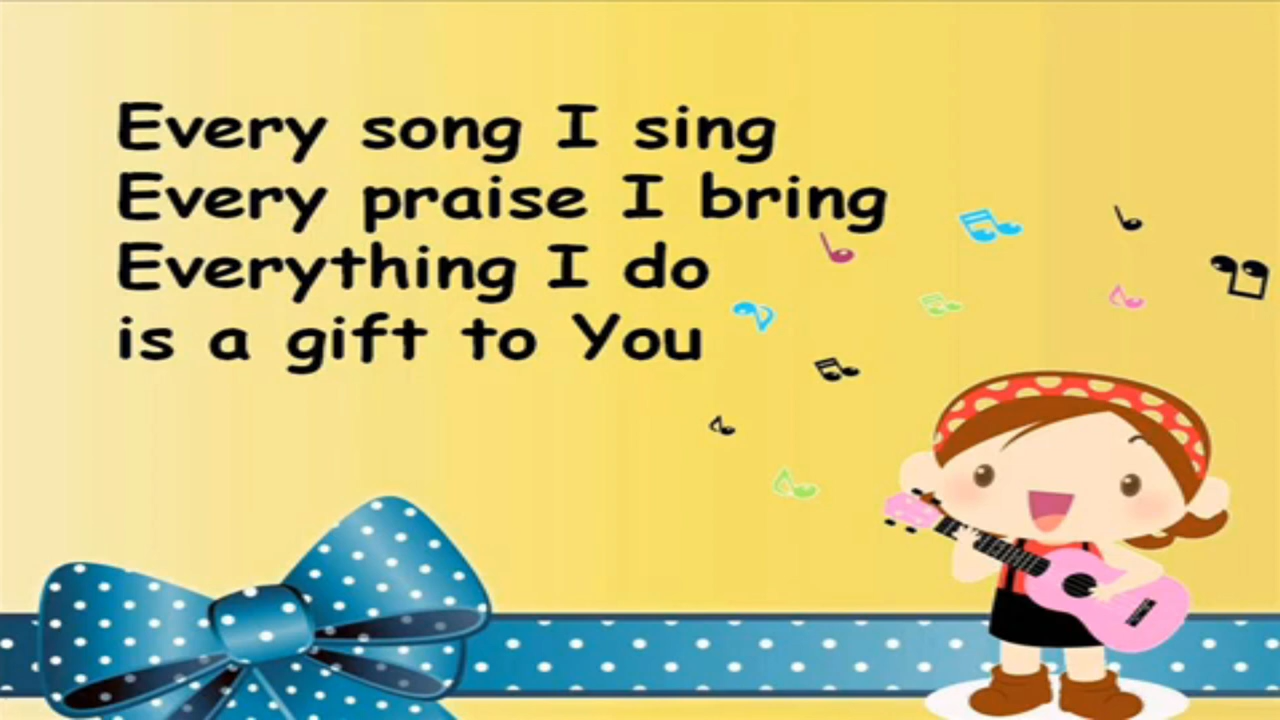 Every song I sing
Every praise I bring
Everything I do
is a gift to You